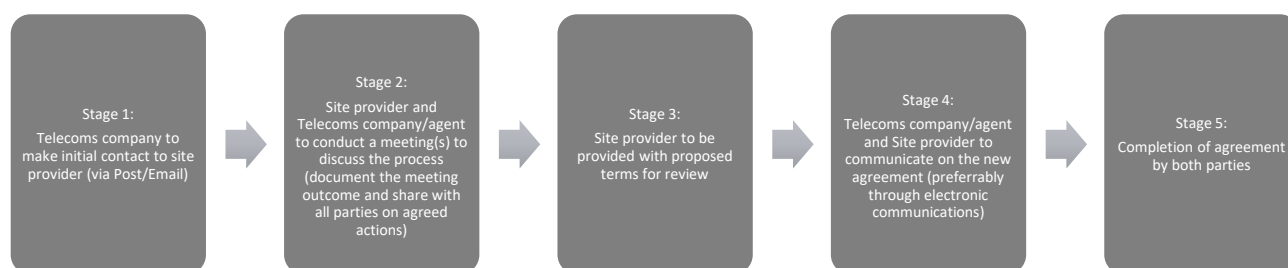 Stage 1:
Telecoms company to
make initial contact to site
provider (via Post/Email)
Stage 2:
Site provider and
Telecoms company/agent
to conduct a meeting(s) to
discuss the process
(document the meeting
outcome and share with
all parties on agreed
actions)
Stage 3:
Site provider to be
provided with proposed
terms for review
Stage 4:
Telecoms company/agent
and Site provider to
communicate on the new
agreement (preferrably
through electronic
communications)
Stage 5:
Completion of agreement
by both parties